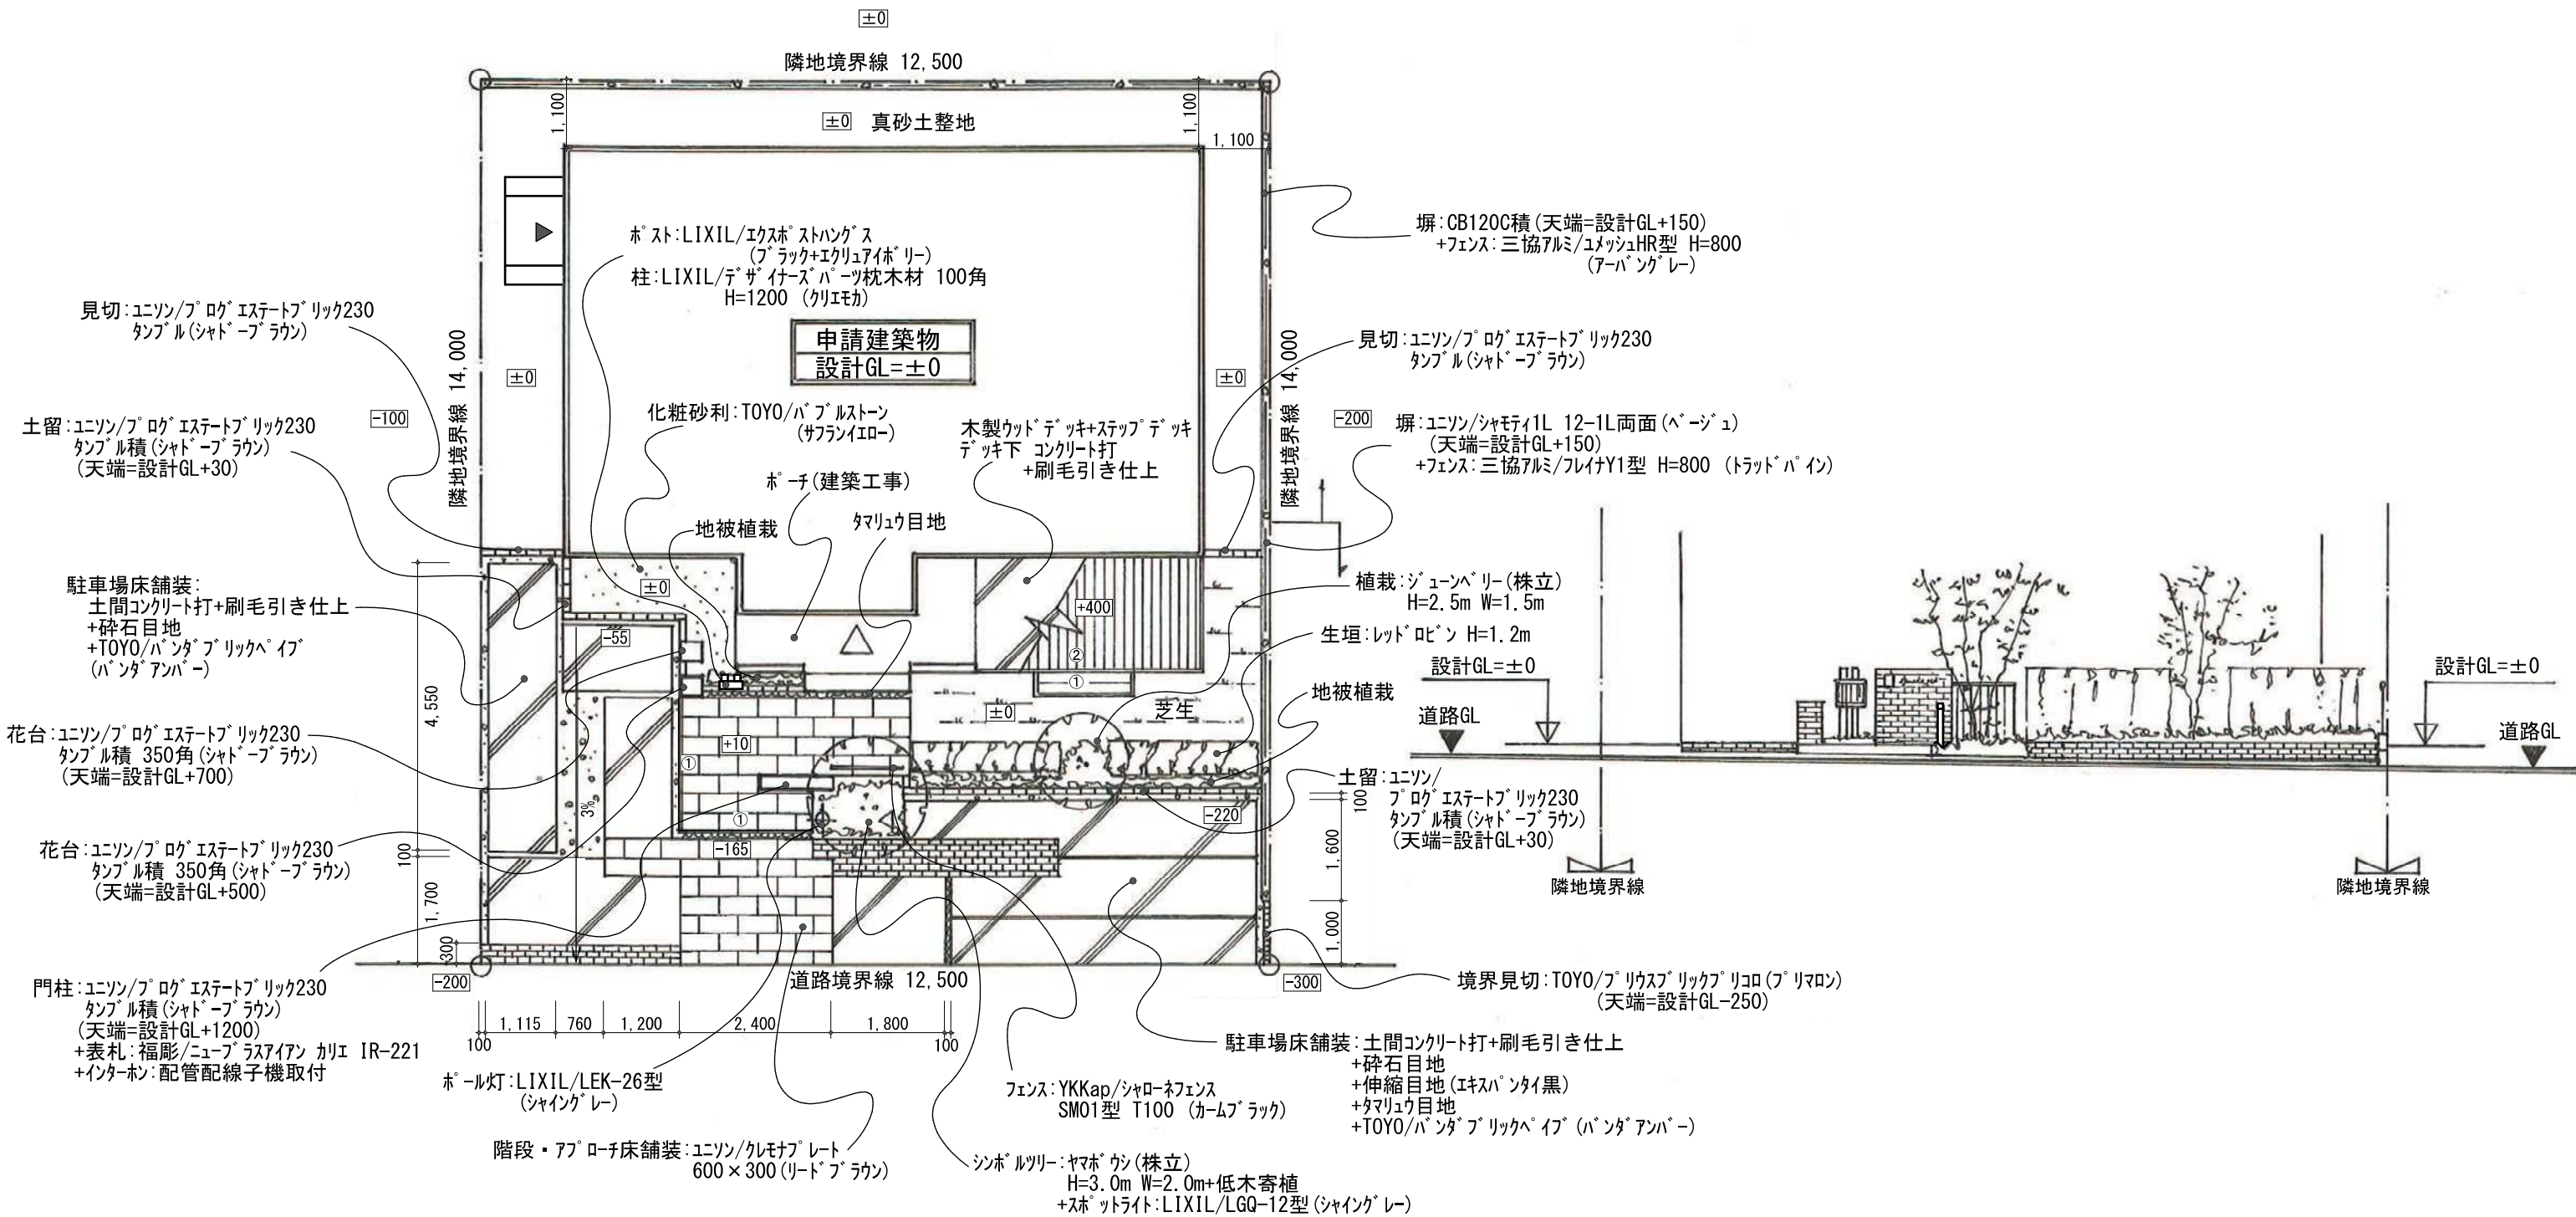 ±0
隣地境界線 12,500
1,100
±0 真砂土整地
1,100
1,100
ポスト:LIXIL/エクスポストハングス
(ブラック+エクリュアイボリー)
柱:LIXIL/デザイナーズパーツ枕木材 100角
H=1200 (クリエモカ)
塀:CB120C積(天端=設計GL+150)
+フェンス:三協アルミ/ユメッシュHR型 H=800
(アーバングレー)
見切:ユニソン/プログエステートブリック230
タンブル(シャドーブラウン)
隣地境界線 14,000
±0
申請建築物
設計GL=±0
±0
隣地境界線 14,000
見切:ユニソン/プログエステートブリック230
タンブル(シャドーブラウン)
-100
土留:ユニソン/プログエステートブリック230
タンブル積(シャドーブラウン)
(天端=設計GL+30)
化粧砂利:TOYO/バブルストーン
(サフランイエロー)
木製ウッドデッキ+ステップデッキ
デッキ下 コンクリート打
+刷毛引き仕上
-200
塀:ユニソン/シャモティ1L 12-1L両面(ベージュ)
(天端=設計GL+150)
+フェンス:三協アルミ/フレイナY1型 H=800 (トラッドパイン)
ポーチ(建築工事)
地被植栽
タマリュウ目地
駐車場床舗装:
土間コンクリート打+刷毛引き仕上
+砕石目地
+TOYO/バンダブリックペイブ
(バンダアンバー)
±0
-55
+400
②
①
植栽:ジューンベリー(株立)
H=2.5m W=1.5m
生垣:レッドロビン H=1.2m
設計GL=±0
地被植栽
道路GL
設計GL=±0
道路GL
4,550
±0
芝生
+10
①
①
3%
花台:ユニソン/プログエステートブリック230
タンブル積 350角(シャドーブラウン)
(天端=設計GL+700)
土留:ユニソン/
プログエステートブリック230
タンブル積(シャドーブラウン)
(天端=設計GL+30)
100
-220
-165
花台:ユニソン/プログエステートブリック230
タンブル積 350角(シャドーブラウン)
(天端=設計GL+500)
100
1,600
1,700
1,000
300
隣地境界線
隣地境界線
-200
道路境界線 12,500
-300
門柱:ユニソン/プログエステートブリック230
タンブル積(シャドーブラウン)
(天端=設計GL+1200)
+表札:福彫/ニューブラスアイアン カリエ IR-221
+インターホン:配管配線子機取付
境界見切:TOYO/プリウスブリックプリコロ(プリマロン)
(天端=設計GL-250)
1,115
760
1,200
2,400
1,800
100
100
駐車場床舗装:土間コンクリート打+刷毛引き仕上
+砕石目地
+伸縮目地(エキスパンタイ黒)
+タマリュウ目地
+TOYO/バンダブリックペイブ(バンダアンバー)
ポール灯:LIXIL/LEK-26型
(シャイングレー)
フェンス:YKKap/シャローネフェンス
SM01型 T100 (カームブラック)
階段・アプローチ床舗装:ユニソン/クレモナプレート
600×300(リードブラウン)
シンボルツリー:ヤマボウシ(株立)
H=3.0m W=2.0m+低木寄植
+スポットライト:LIXIL/LGQ-12型(シャイングレー)